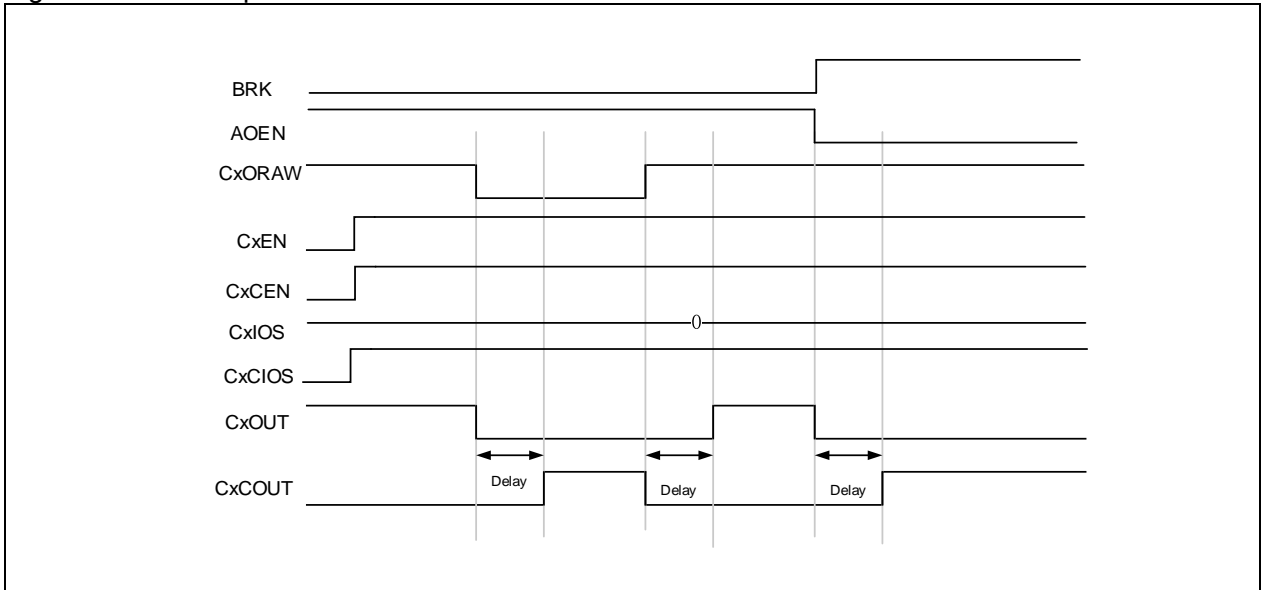 BRK
AOEN
CxORAW
CxEN
CxCEN
CxIOS
0
CxCIOS
CxOUT
Delay
Delay
Delay
CxCOUT